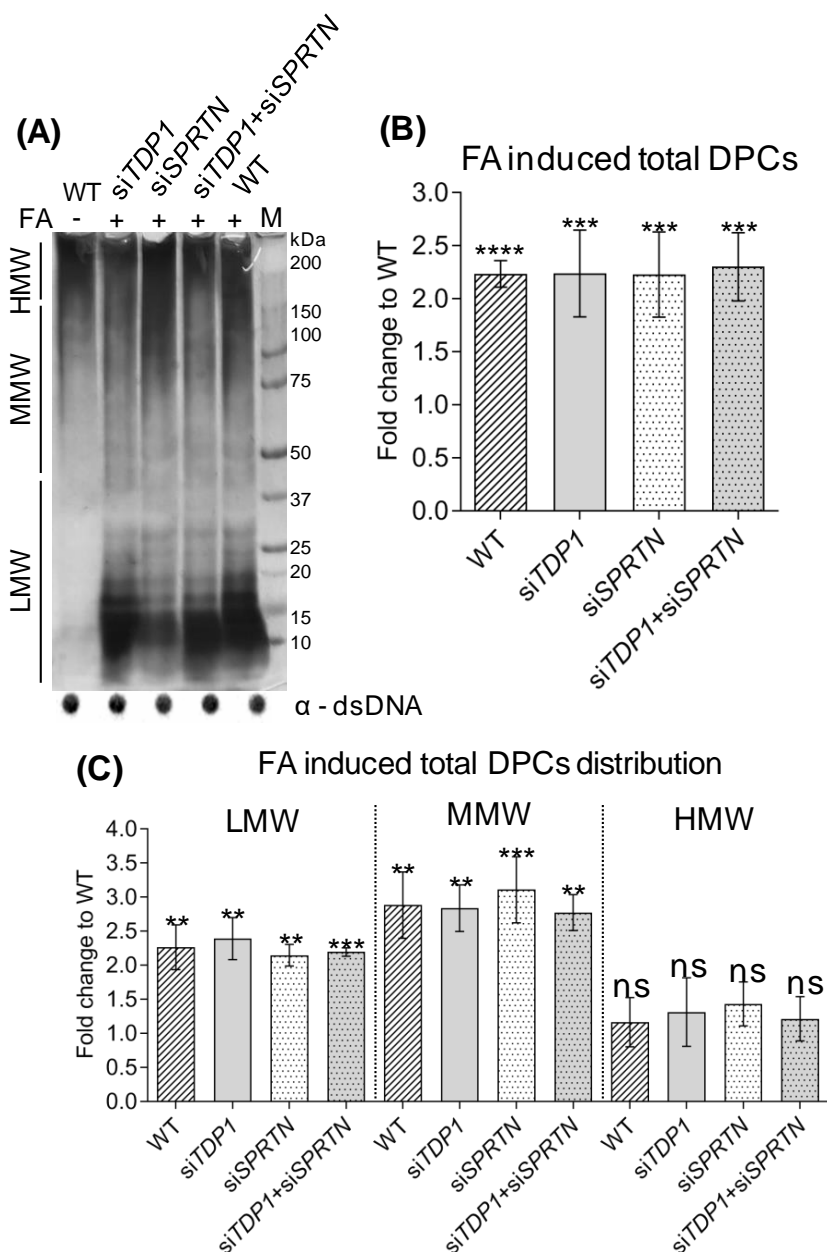 (A)
WT siTDP1 siSPRTN siTDP1+siSPRTN WT
FA - + + + + M
kDa
HMW
MMW
LMW
200
150
100
75
50
37
25
20
15
10
α - dsDNA
(B)
FA induced total DPCs
Fold change to WT
3.0
2.5
2.0
1.5
1.0
0.5
0.0
**** *** *** ***
WT siTDP1 siSPRTN siTDP1+siSPRTN
(C)
FA induced total DPCs distribution
LMW MMW HMW
Fold change to WT
4.0
3.5
3.0
2.5
2.0
1.5
1.0
0.5
0.0
** ** ** *** ** ** *** ** ns ns ns ns
WT siTDP1 siSPRTN siTDP1+siSPRTN WT siTDP1 siSPRTN siTDP1+siSPRTN WT siTDP1 siSPRTN siTDP1+siSPRTN